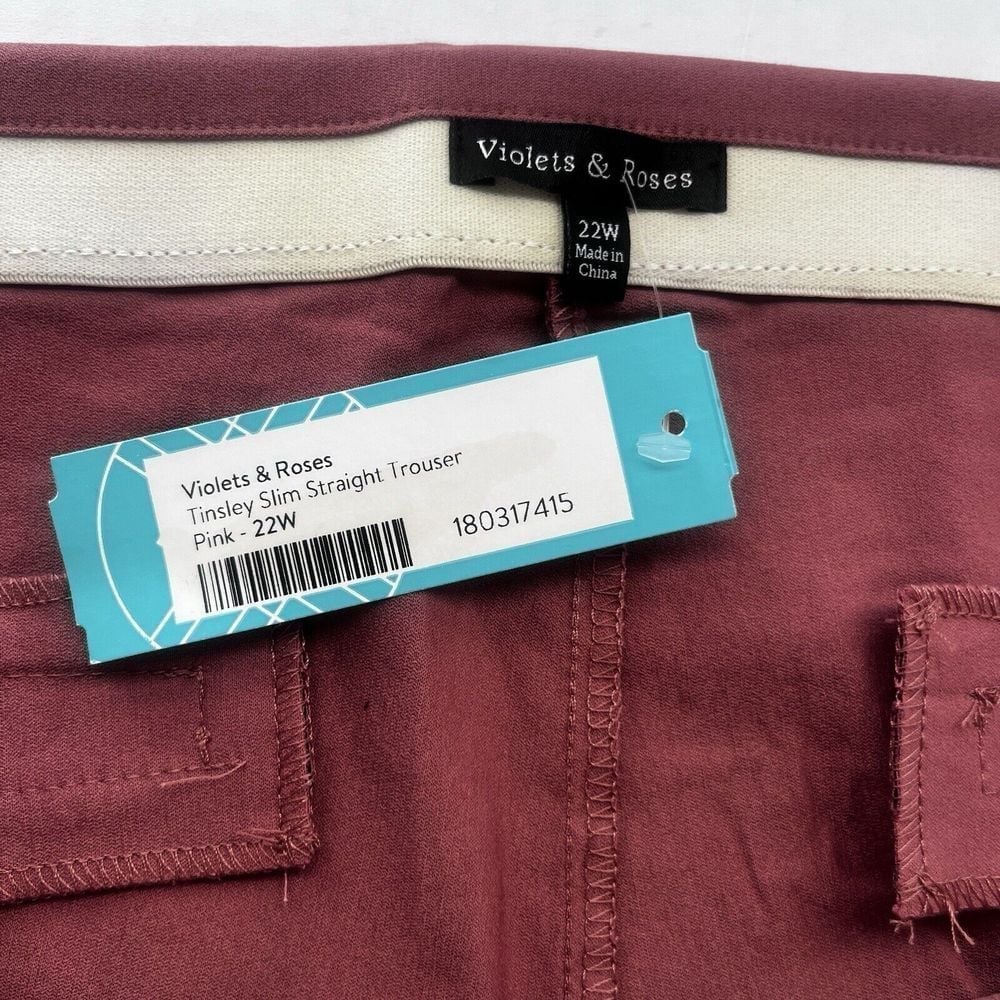 Violets & Roses
22W
Made in
China
Violets & Roses
Tinsley Slim Straight Trouser
Pink - 22W
180317415